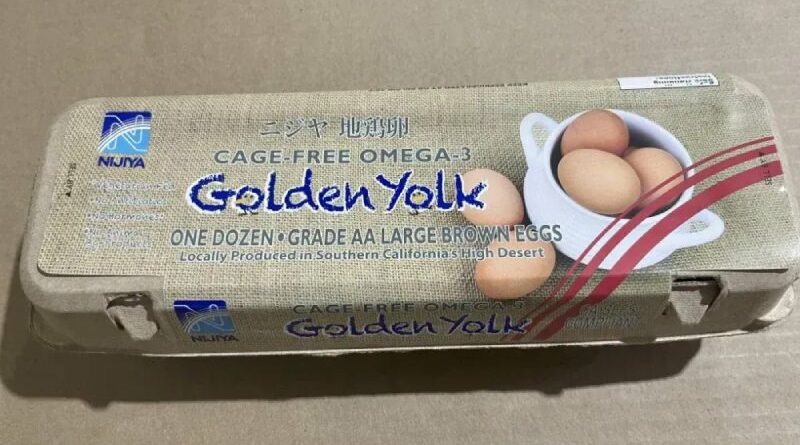 ニジヤ 地鶏卵
CAGE-FREE OMEGA-3
NIJIYA
Golden Yolk
ONE DOZEN • GRADE AA LARGE BROWN EGGS
Locally Produced in Southern California's High Desert
CAGE-FREE OMEGA-3
NIJIYA
Golden Yolk